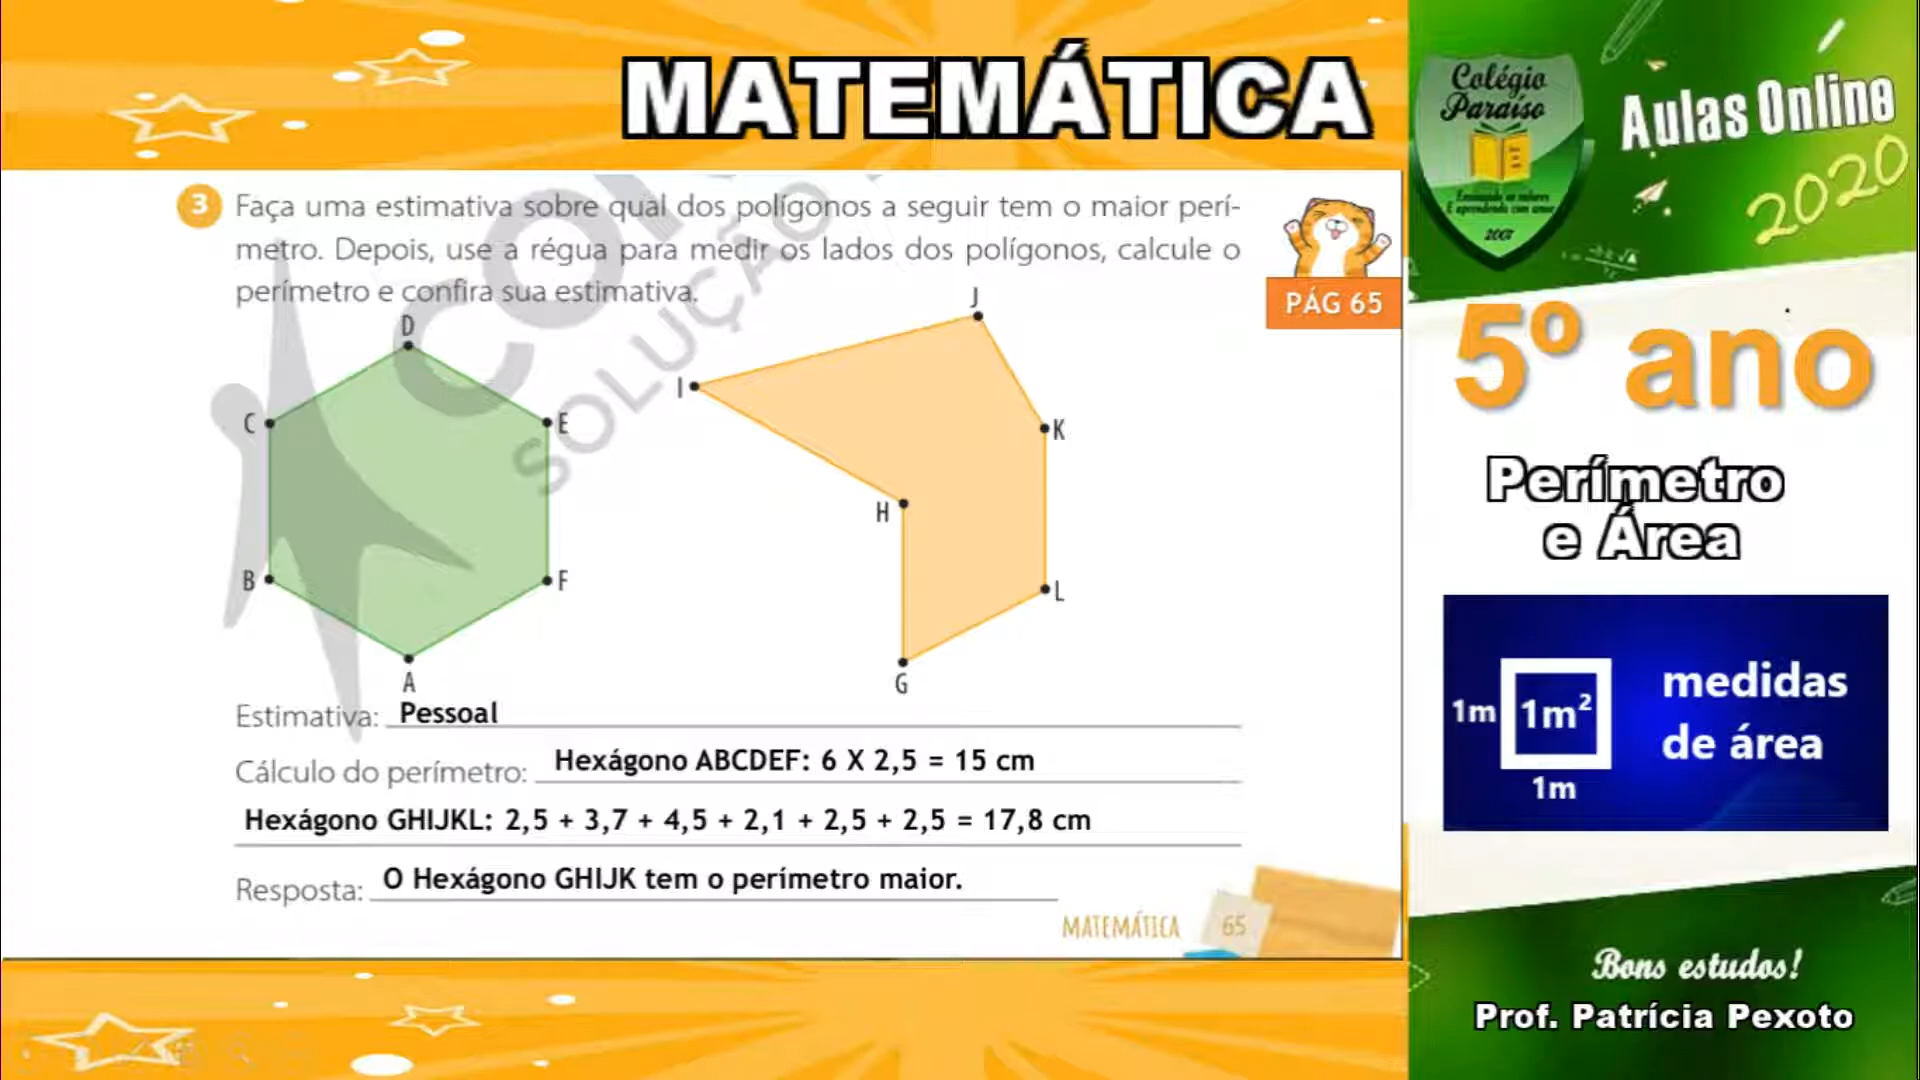 MATEMÁTICA
3 Faça uma estimativa sobre qual dos polígonos a seguir tem o maior perí-
metro. Depois, use a régua para medir os lados dos polígonos, calcule o
perímetro e confira sua estimativa.
PÁG 65
D
C
E
B
F
A
J
I
K
H
L
G
Estimativa: Pessoal
Cálculo do perímetro: Hexágono ABCDEF: 6 X 2,5 = 15 cm
Hexágono GHIJKL: 2,5 + 3,7 + 4,5 + 2,1 + 2,5 + 2,5 = 17,8 cm
Resposta: O Hexágono GHIJK tem o perímetro maior.
MATEMÁTICA 65
SOLUÇÃO
Colégio
Paraíso
2007
Aulas Online
2020
5º ano
Perímetro
e Área
1m 1m²
1m
medidas
de área
Bons estudos!
Prof. Patrícia Pexoto